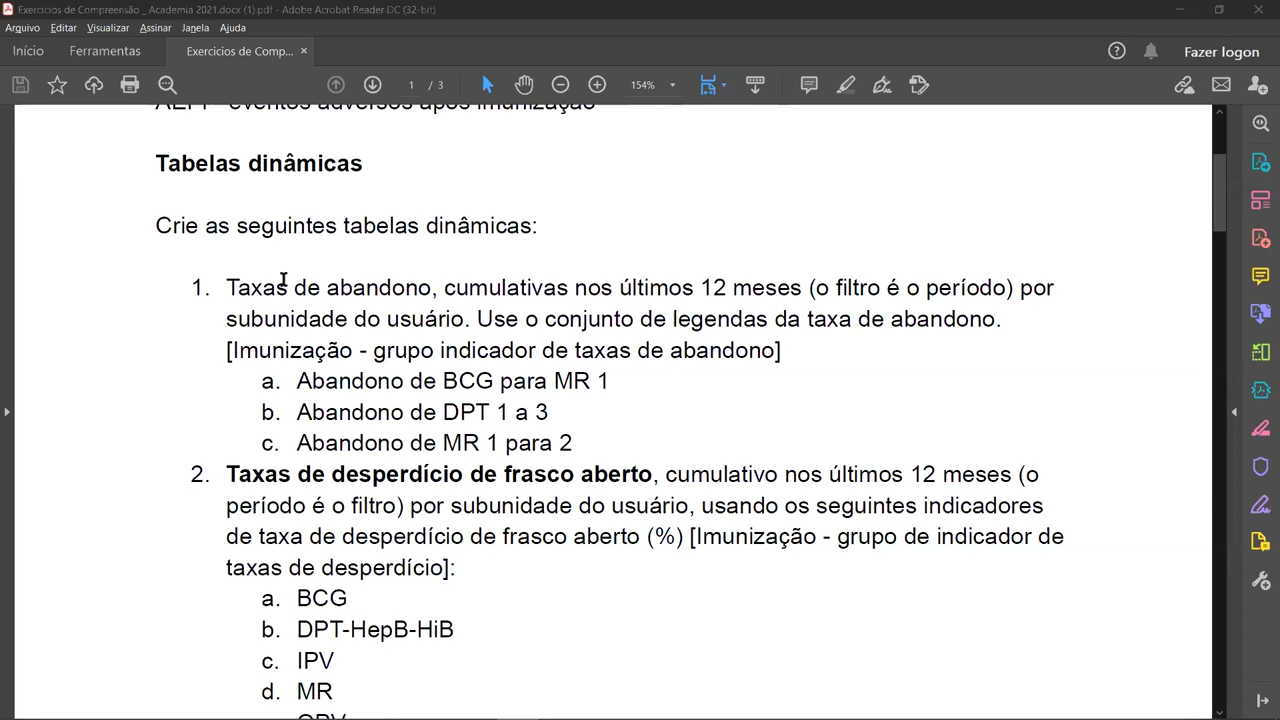 Exercicios de Compreensão _ Academia 2021.docx (1).pdf - Adobe Acrobat Reader DC (32-bit)
Arquivo Editar Visualizar Assinar Janela Ajuda
Início Ferramentas Exercicios de Comp... × Fazer logon
1 / 3 154%
AEFI - eventos adversos após imunização
Tabelas dinâmicas
Crie as seguintes tabelas dinâmicas:
1. Taxas de abandono, cumulativas nos últimos 12 meses (o filtro é o período) por
subunidade do usuário. Use o conjunto de legendas da taxa de abandono.
[Imunização - grupo indicador de taxas de abandono]
a. Abandono de BCG para MR 1
b. Abandono de DPT 1 a 3
c. Abandono de MR 1 para 2
2. Taxas de desperdício de frasco aberto, cumulativo nos últimos 12 meses (o
período é o filtro) por subunidade do usuário, usando os seguintes indicadores
de taxa de desperdício de frasco aberto (%) [Imunização - grupo de indicador de
taxas de desperdício]:
a. BCG
b. DPT-HepB-HiB
c. IPV
d. MR
OPV